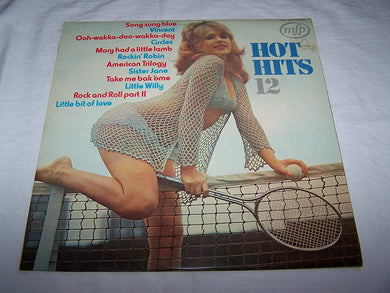 Song sung blue
Vincent
Ooh-wakka-doo-wakka-day
Circles
Mary had a little lamb
Rockin' Robin
American Trilogy
Sister Jane
Take me bak 'ome
Little Willy
Rock and Roll part II
Little bit of love
mfp
HOT
HITS
12